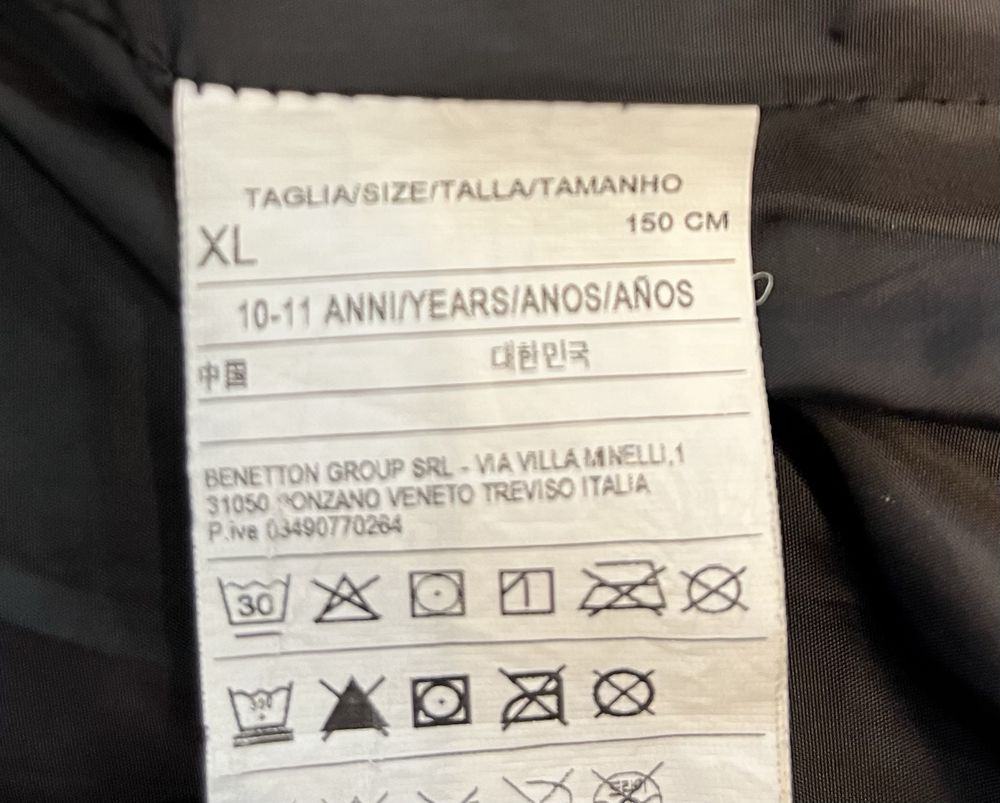 TAGLIA/SIZE/TALLA/TAMANHO
XL 150 CM
10-11 ANNI/YEARS/ANOS/AÑOS
中国 대한민국
BENETTON GROUP SRL - VIA VILLA MINELLI,1
31050 PONZANO VENETO TREVISO ITALIA
P.iva 03490770264
30